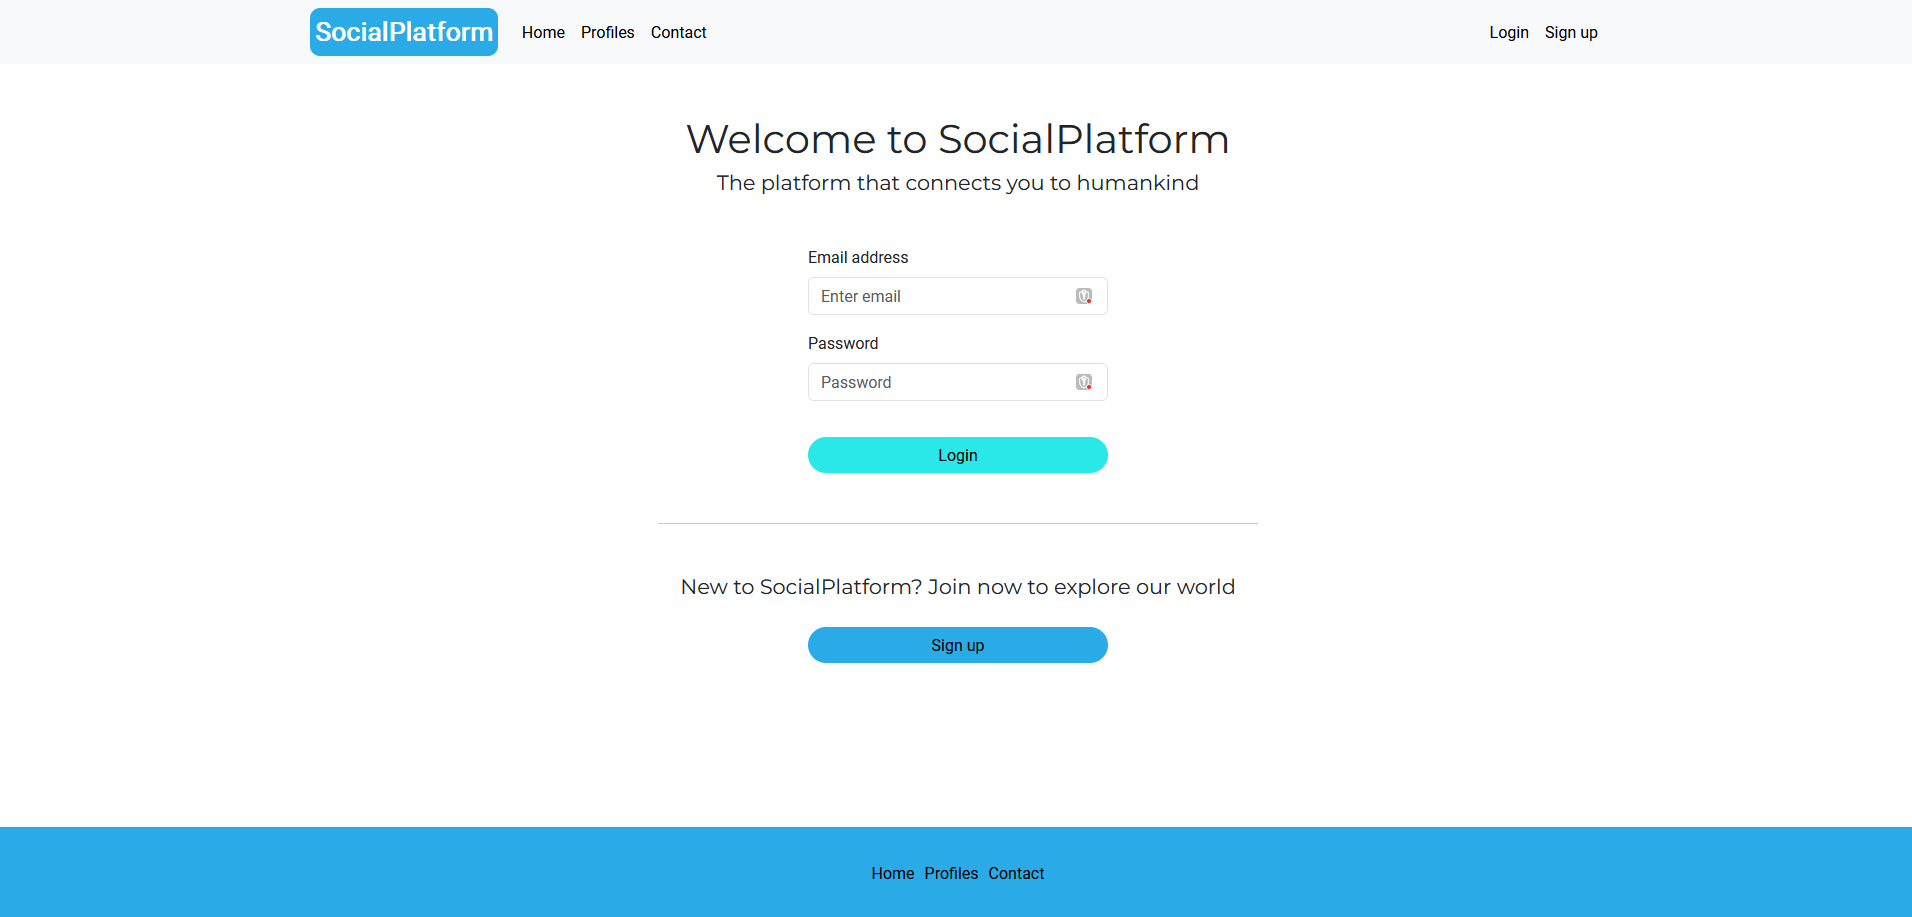 SocialPlatform Home Profiles Contact Login Sign up
Welcome to SocialPlatform
The platform that connects you to humankind
Email address
Enter email
Password
Password
Login
New to SocialPlatform? Join now to explore our world
Sign up
Home Profiles Contact